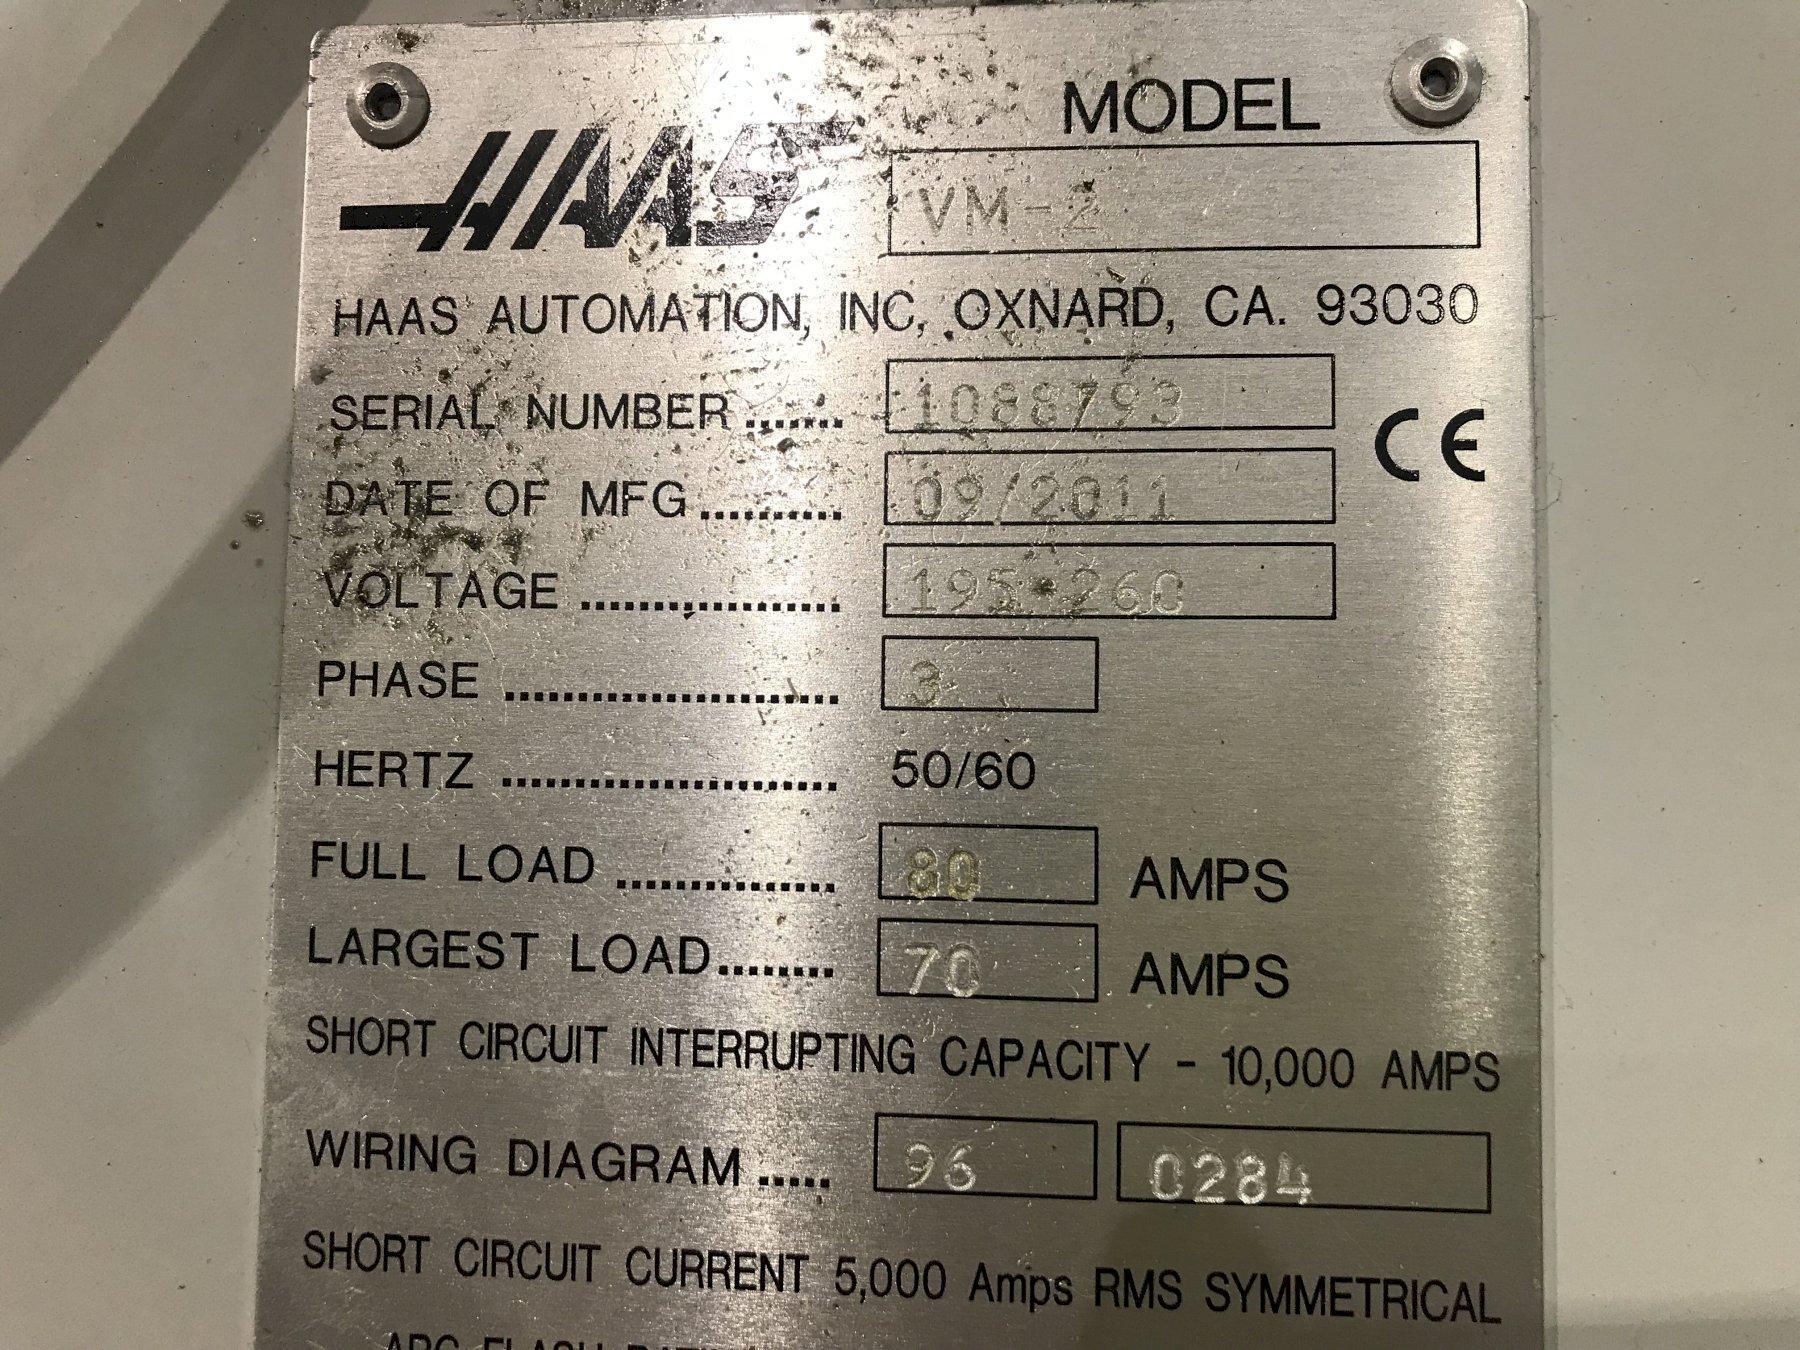 HAAS
MODEL
VM-2
HAAS AUTOMATION, INC, OXNARD, CA. 93030
SERIAL NUMBER ....... 1088793
CE
DATE OF MFG .......... 09/2011
VOLTAGE .................. 195-260
PHASE ....................... 3
HERTZ ....................... 50/60
FULL LOAD ............... 80 AMPS
LARGEST LOAD ........ 70 AMPS
SHORT CIRCUIT INTERRUPTING CAPACITY - 10,000 AMPS
WIRING DIAGRAM ..... 96 0284
SHORT CIRCUIT CURRENT 5,000 Amps RMS SYMMETRICAL
ARC FLASH